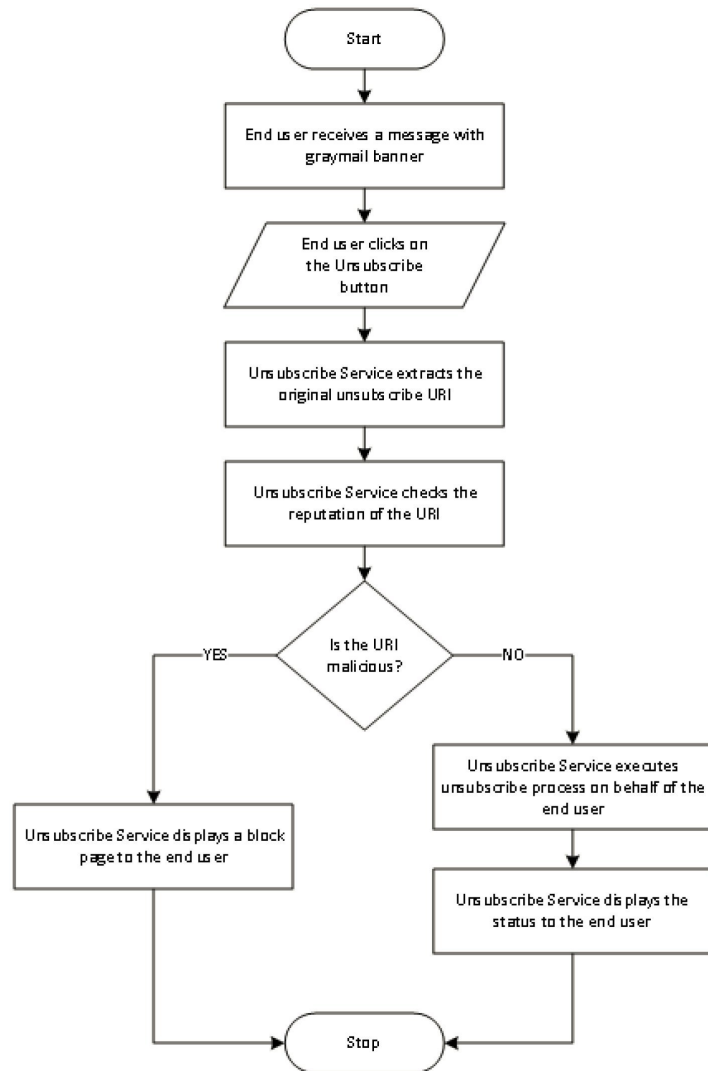 Start
End user receives a message with
graymail banner
End user clicks on
the Unsubscribe
button
Unsubscribe Service extracts the
original unsubscribe URI
Unsubscribe Service checks the
reputation of the URI
Is the URI
malicious?
YES
NO
Unsubscribe Service executes
unsubscribe process on behalf of the
end user
Unsubscribe Service displays a block
page to the end user
Unsubscribe Service displays the
status to the end user
Stop